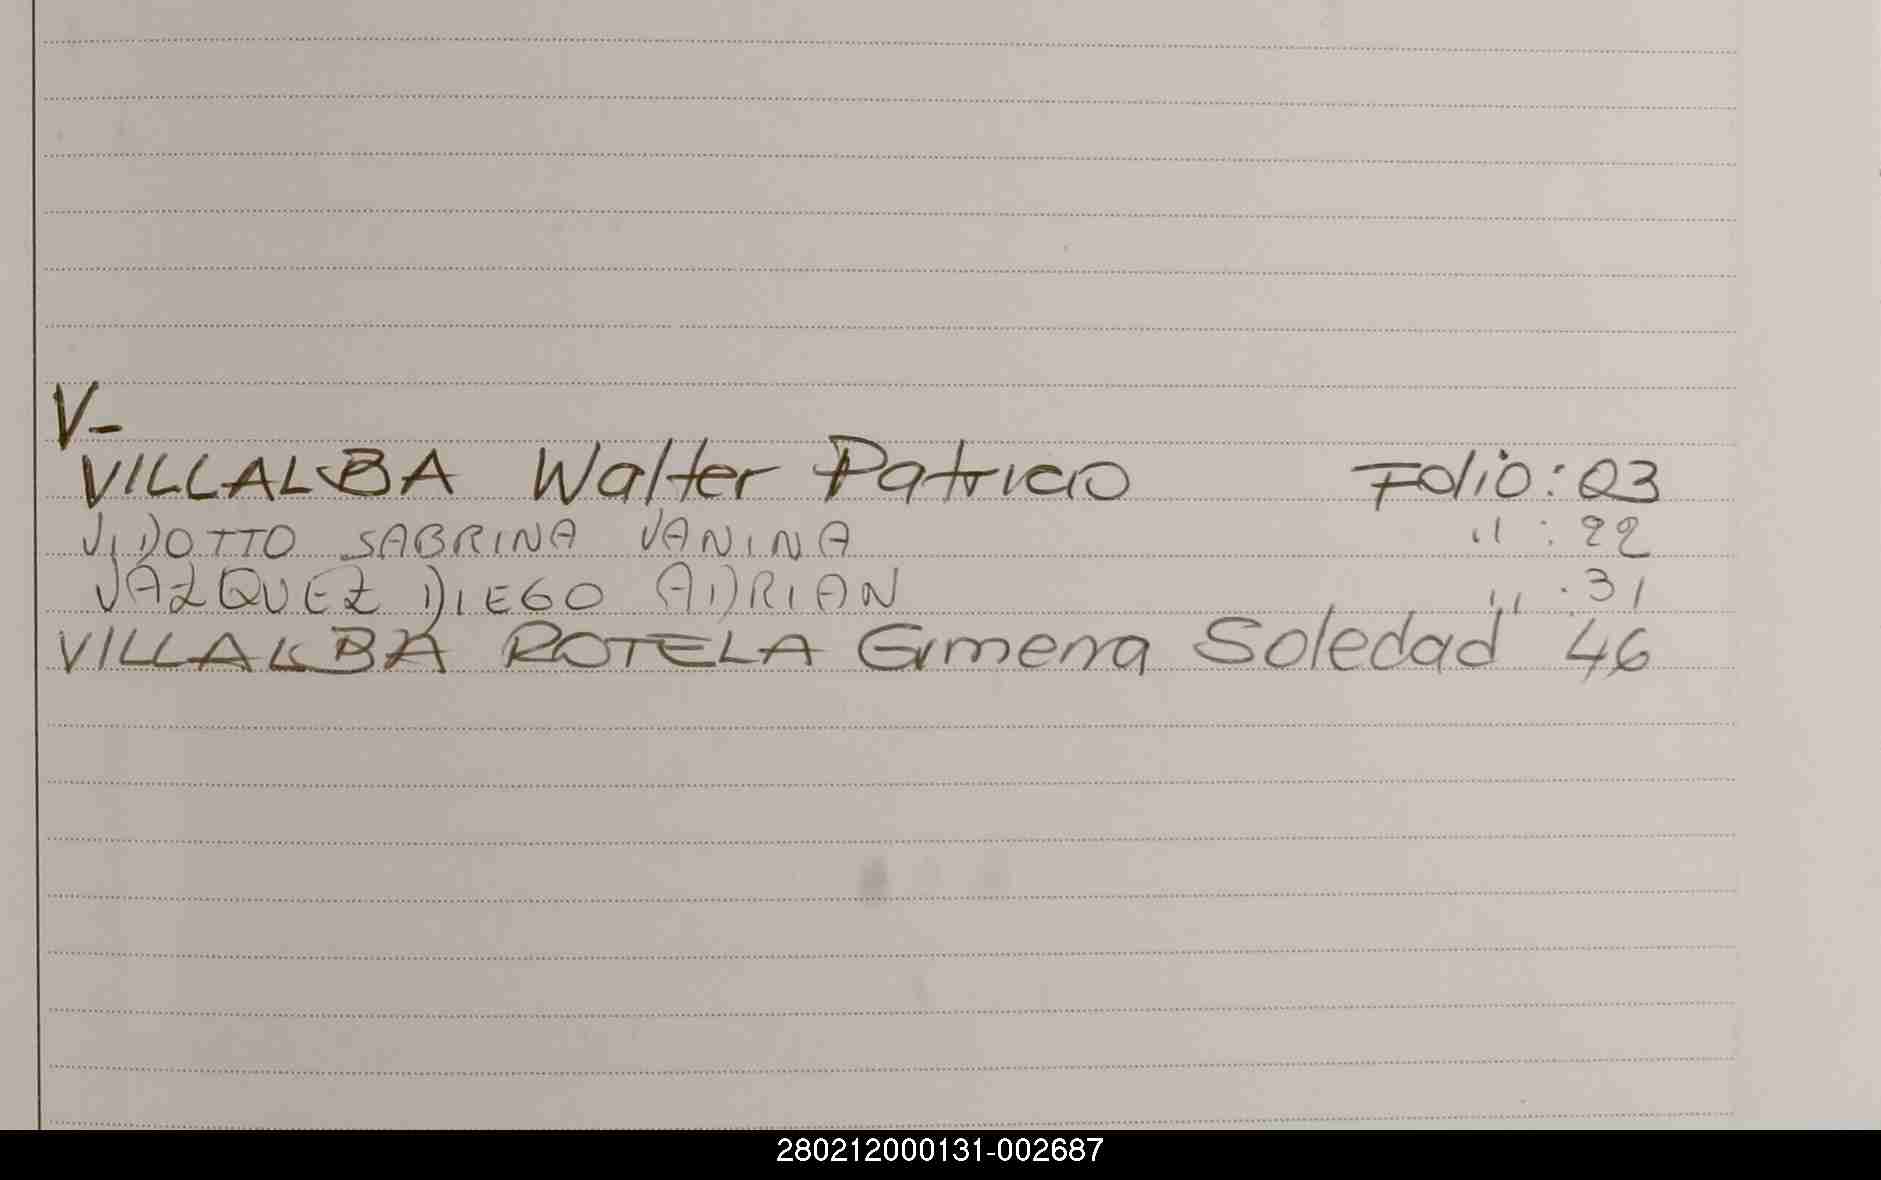 V-
VILLALBA Walter Patricio Folio: 03
VIDOTTO SABRINA VANINA " : 22
VAZQUEZ DIEGO ADRIAN " . 31
VILLALBA ROTELA Gimena Soledad 46
280212000131-002687